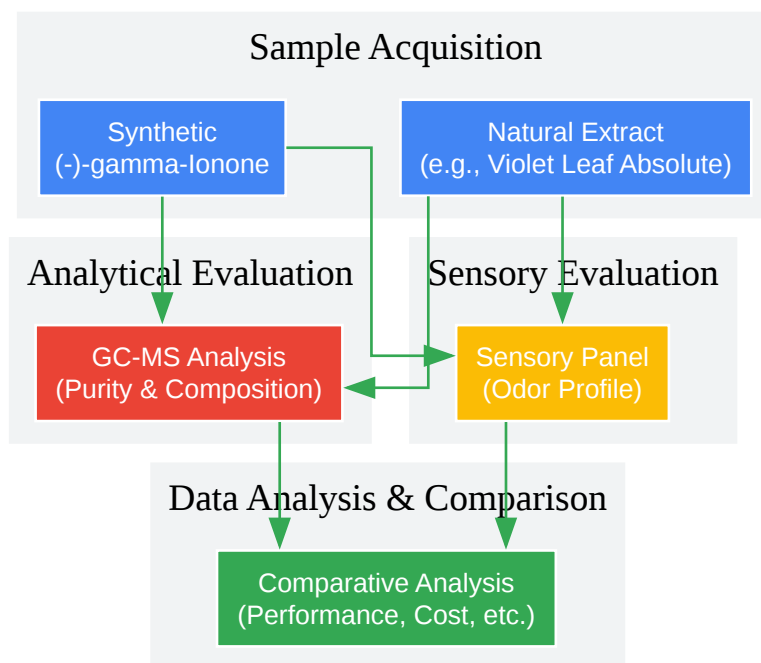 Sample Acquisition
Synthetic
(-)-gamma-Ionone
Natural Extract
(e.g., Violet Leaf Absolute)
Analytical Evaluation
Sensory Evaluation
GC-MS Analysis
(Purity & Composition)
Sensory Panel
(Odor Profile)
Data Analysis & Comparison
Comparative Analysis
(Performance, Cost, etc.)